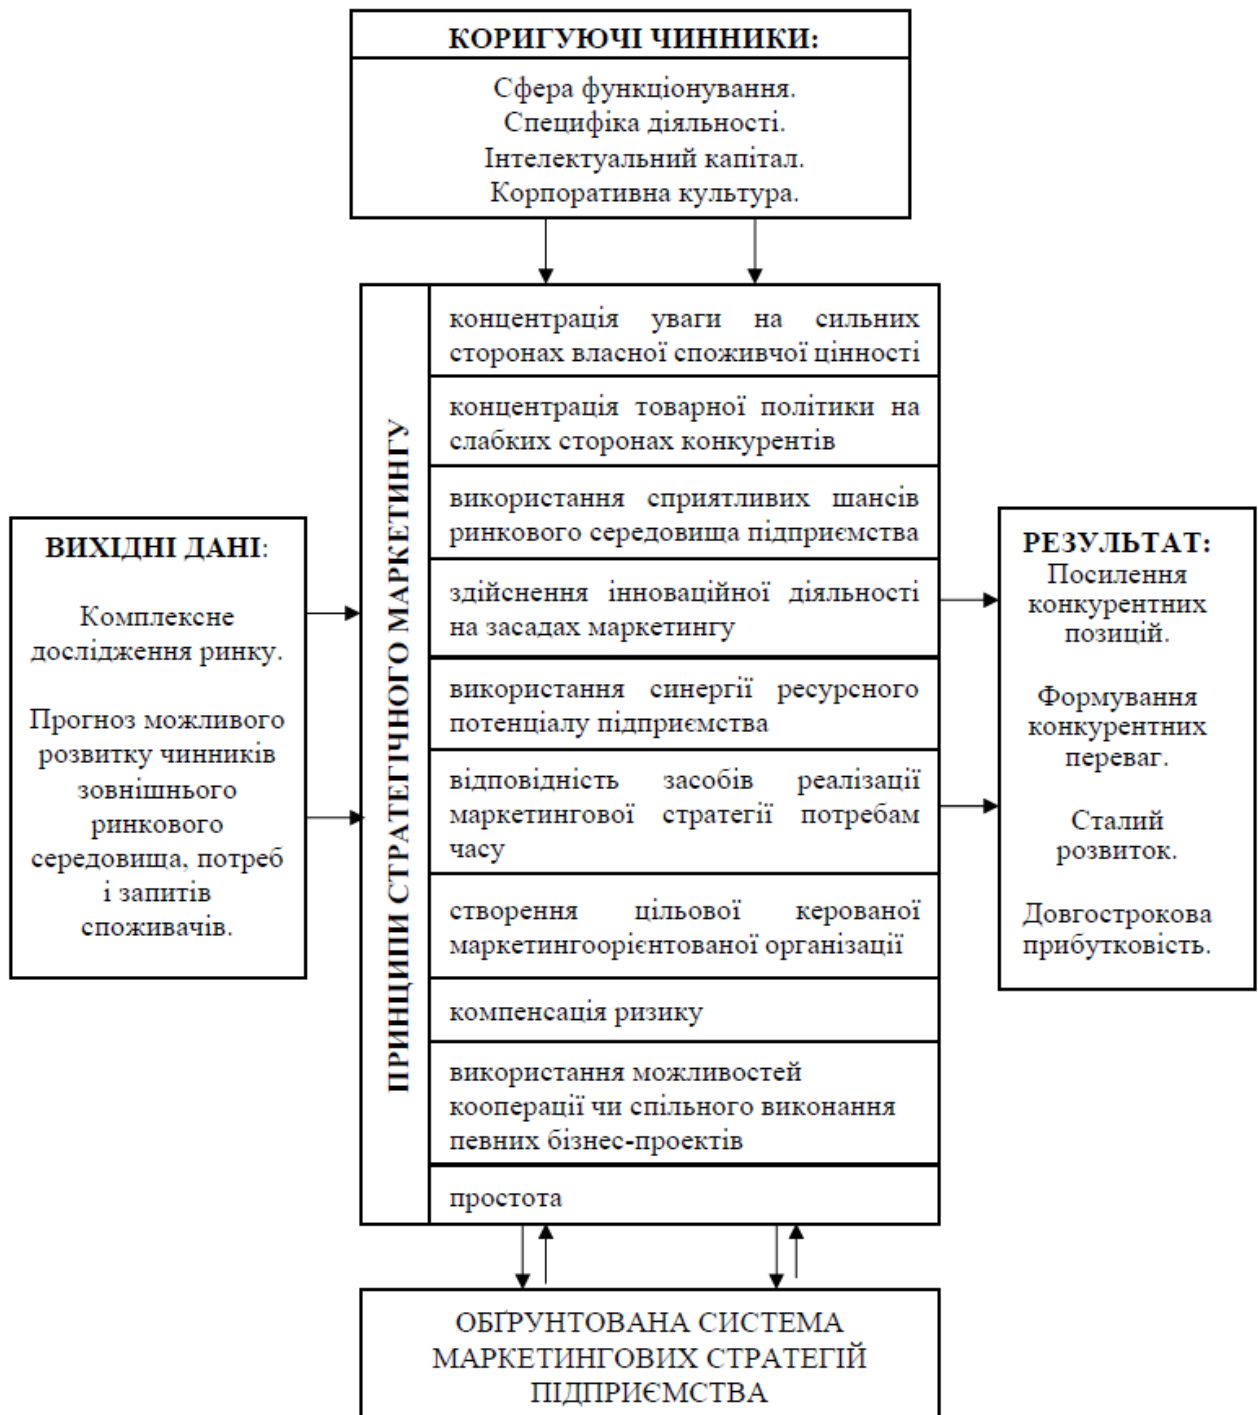 КОРИГУЮЧІ ЧИННИКИ:
Сфера функціонування.
Специфіка діяльності.
Інтелектуальний капітал.
Корпоративна культура.
ВИХІДНІ ДАНІ:
Комплексне
дослідження ринку.
Прогноз можливого
розвитку чинників
зовнішнього
ринкового
середовища, потреб
і запитів
споживачів.
ПРИНЦИПИ СТРАТЕГІЧНОГО МАРКЕТИНГУ
концентрація уваги на сильних
сторонах власної споживчої цінності
концентрація товарної політики на
слабких сторонах конкурентів
використання сприятливих шансів
ринкового середовища підприємства
здійснення інноваційної діяльності
на засадах маркетингу
використання синергії ресурсного
потенціалу підприємства
відповідність засобів реалізації
маркетингової стратегії потребам
часу
створення цільової керованої
маркетингоорієнтованої організації
компенсація ризику
використання можливостей
кооперації чи спільного виконання
певних бізнес-проектів
простота
РЕЗУЛЬТАТ:
Посилення
конкурентних
позицій.
Формування
конкурентних
переваг.
Сталий
розвиток.
Довгострокова
прибутковість.
ОБҐРУНТОВАНА СИСТЕМА
МАРКЕТИНГОВИХ СТРАТЕГІЙ
ПІДПРИЄМСТВА